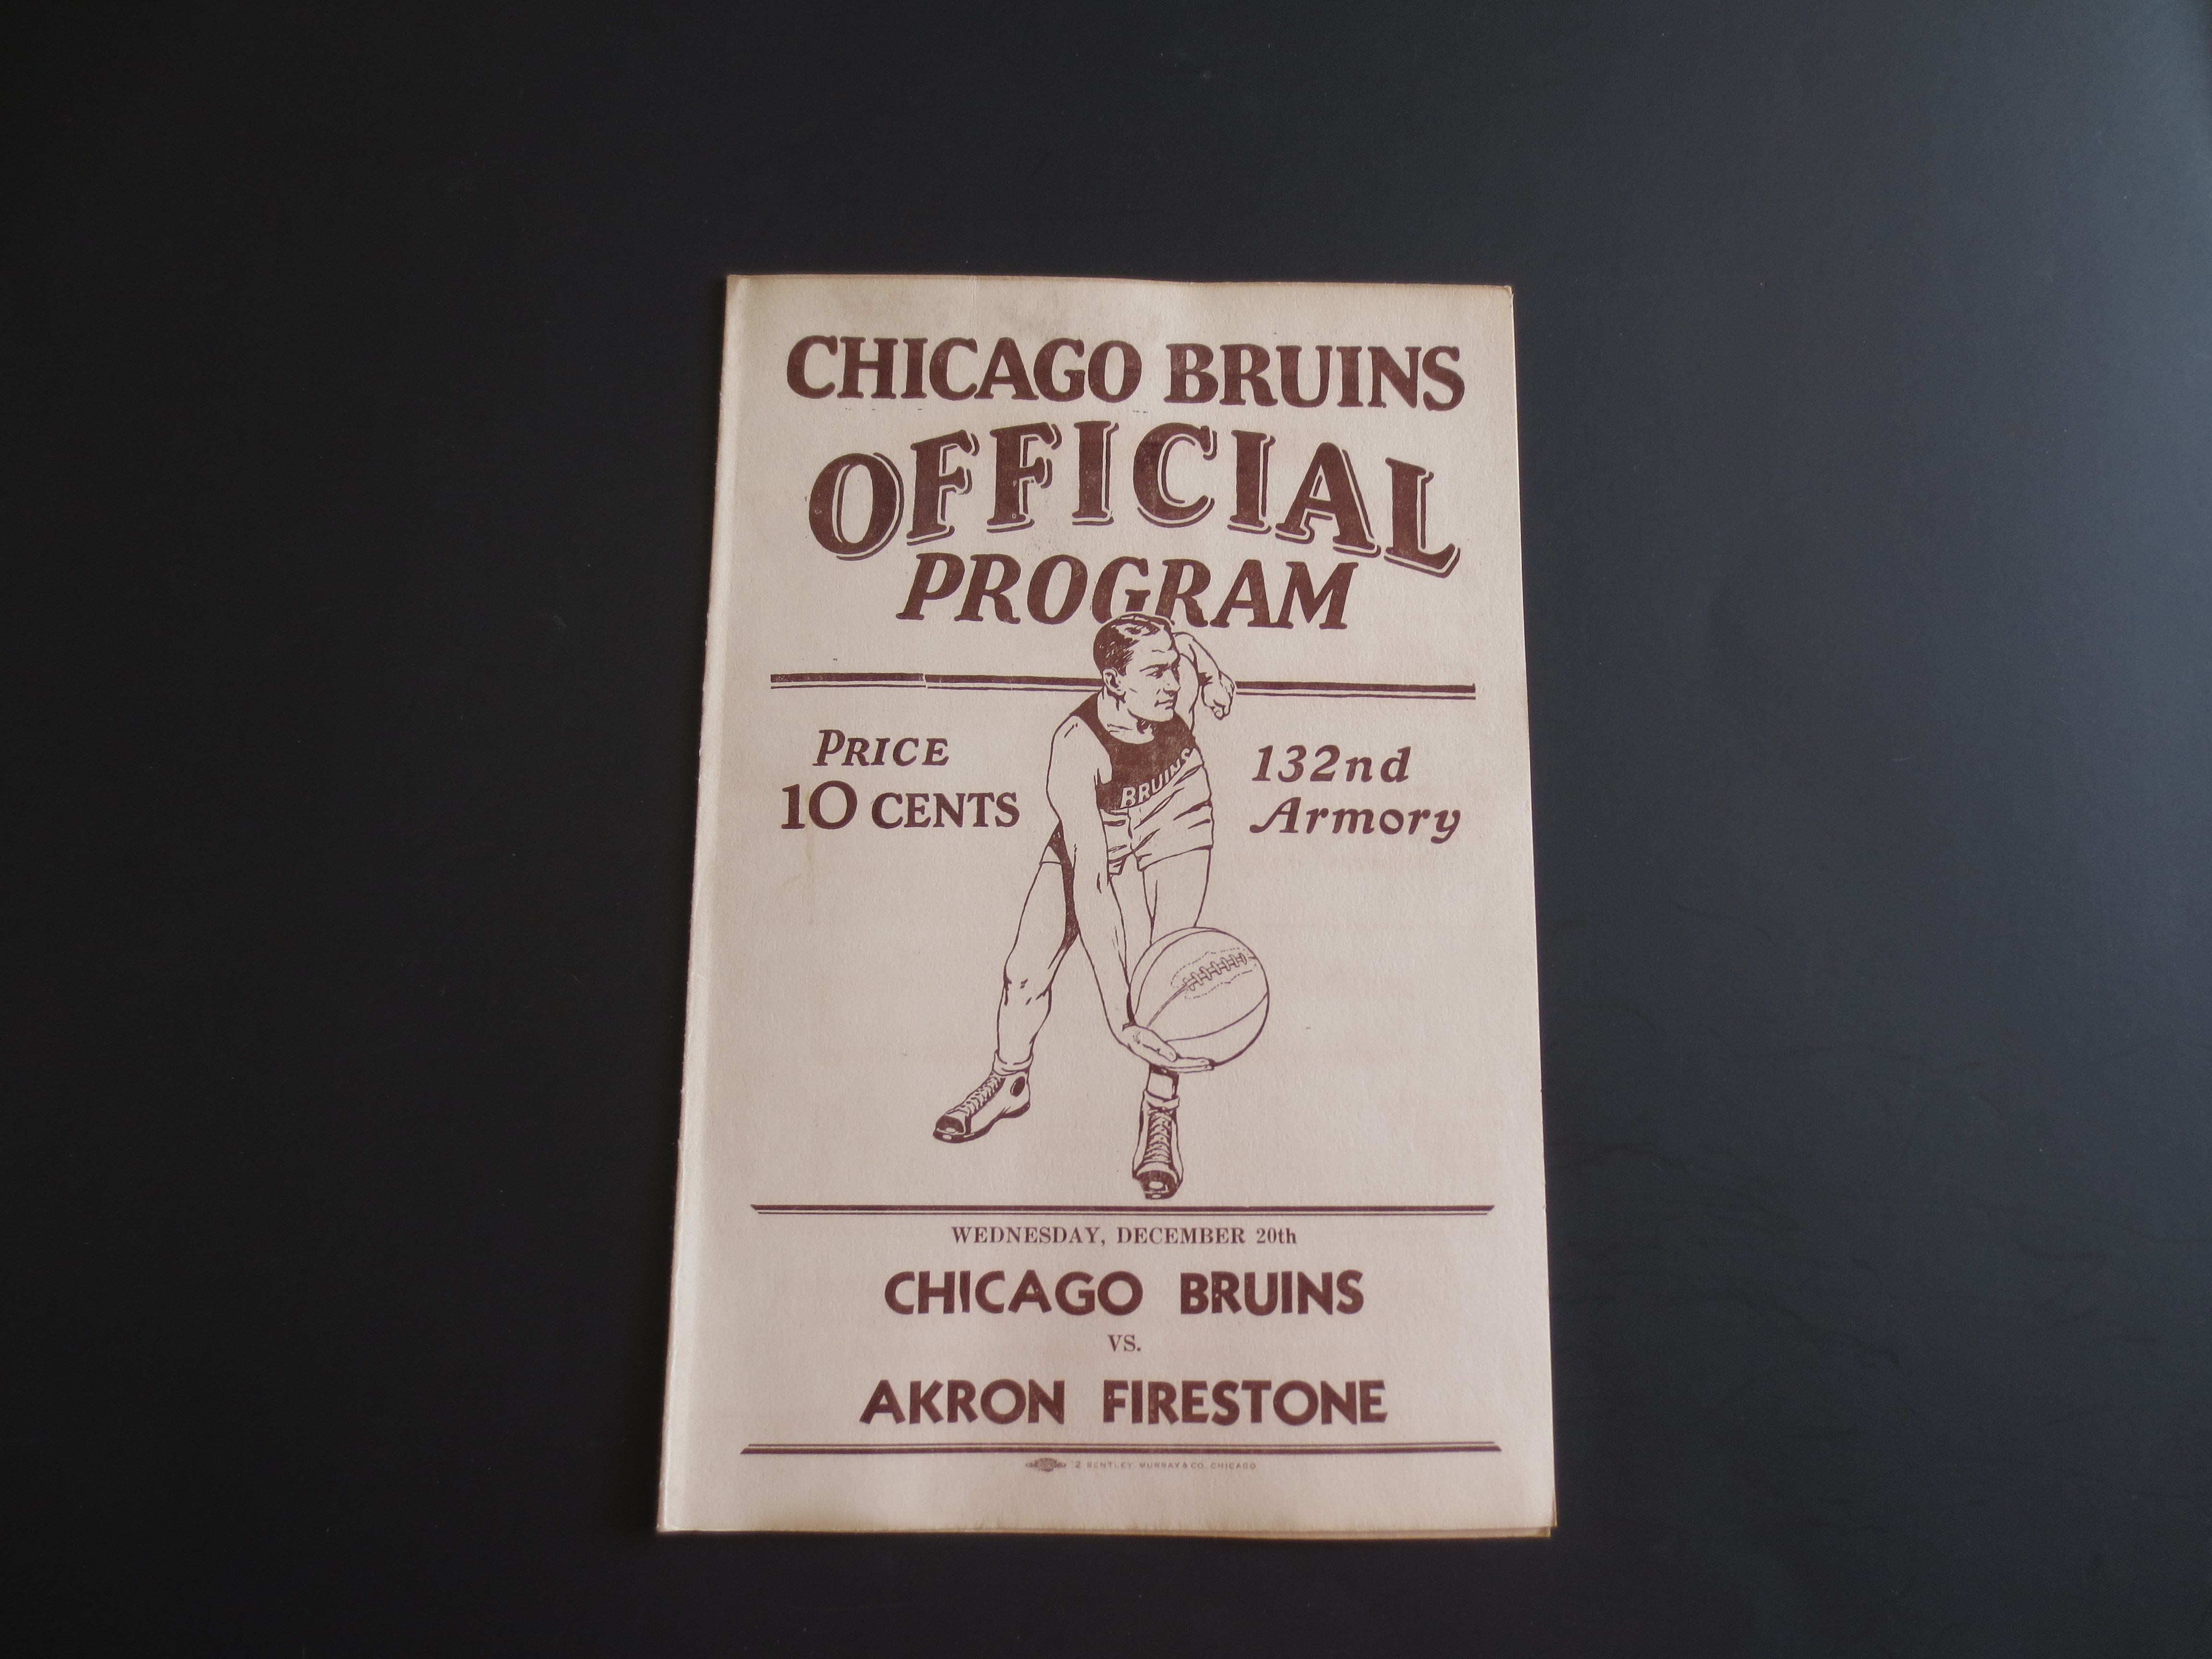 CHICAGO BRUINS
OFFICIAL
PROGRAM
PRICE
10 CENTS
132nd
Armory
BRUINS
WEDNESDAY, DECEMBER 20th
CHICAGO BRUINS
VS.
AKRON FIRESTONE
2 BENTLEY, MURRAY & CO. CHICAGO